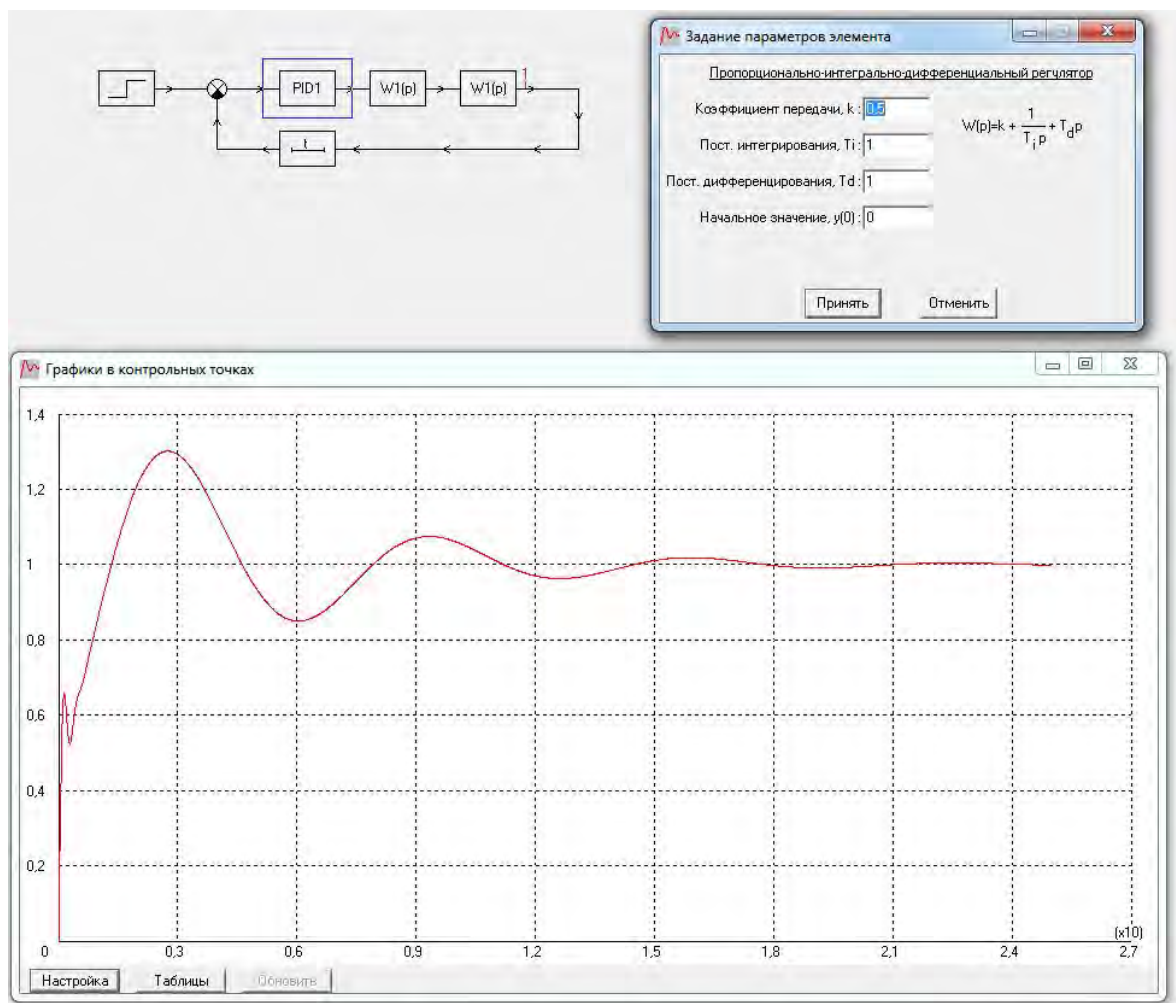 PID1
W1(p)
W1(p)
1
t
Задание параметров элемента
Пропорционально-интегрально-дифференциальный регулятор
Коэффициент передачи, k : 0,5
W(p)=k + 1/T_i p + T_d p
Пост. интегрирования, Ti : 1
Пост. дифференцирования, Td : 1
Начальное значение, y(0) : 0
Принять Отменить
Графики в контрольных точках
1,4
1,2
1
0,8
0,6
0,4
0,2
(x10)
0 0,3 0,6 0,9 1,2 1,5 1,8 2,1 2,4 2,7
Настройка Таблицы Обновить